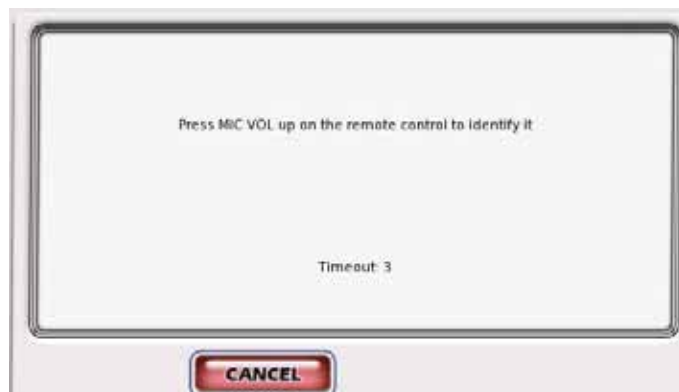 Press MIC VOL up on the remote control to identify it
Timeout: 3
CANCEL